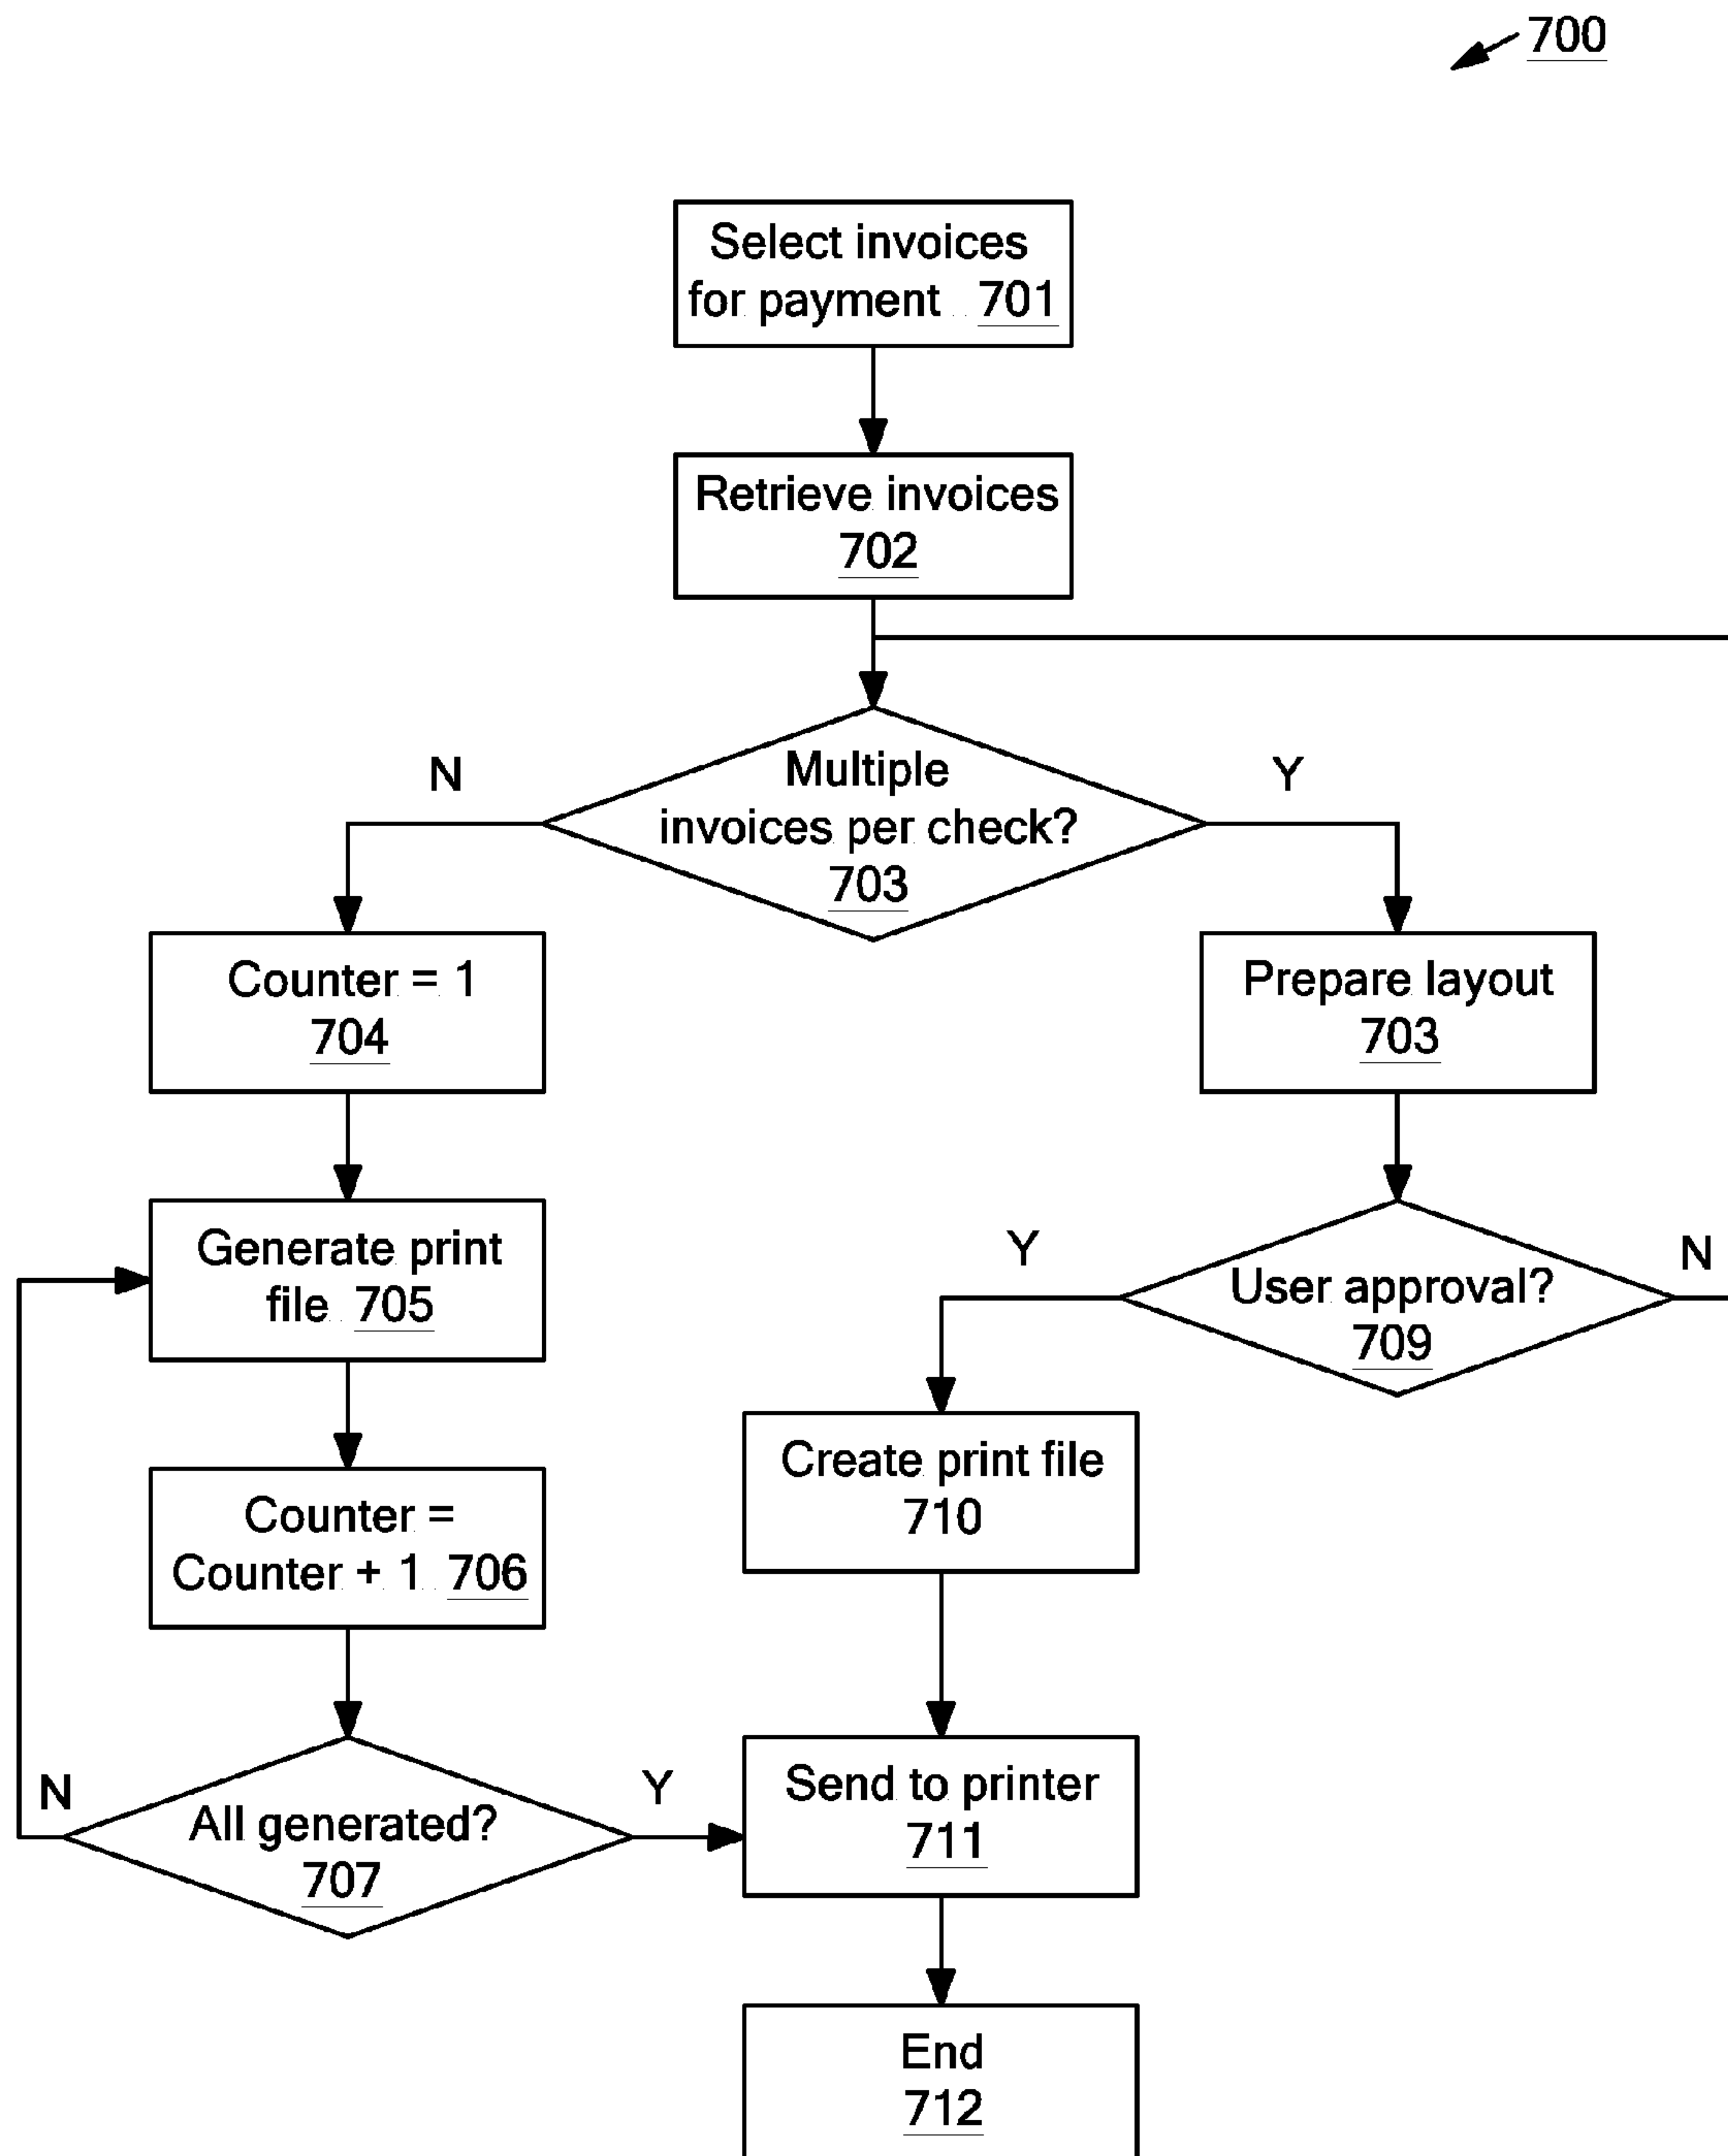 700
Select invoices
for payment 701
Retrieve invoices
702
Multiple
invoices per check?
703
N
Y
Counter = 1
704
Prepare layout
703
Generate print
file 705
Y
User approval?
709
N
Counter =
Counter + 1 706
Create print file
710
N
All generated?
707
Y
Send to printer
711
End
712